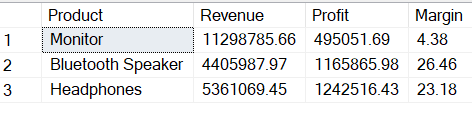 Product Revenue Profit Margin
1 Monitor 11298785.66 495051.69 4.38
2 Bluetooth Speaker 4405987.97 1165865.98 26.46
3 Headphones 5361069.45 1242516.43 23.18